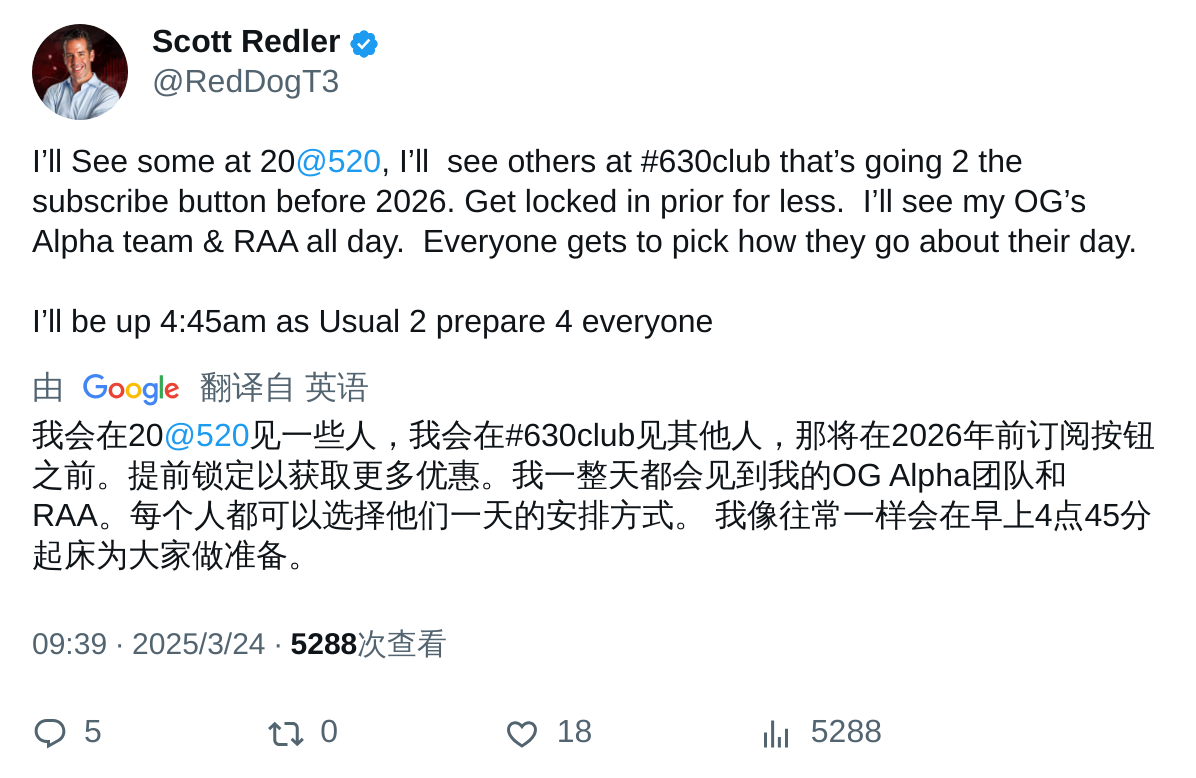 Scott Redler
@RedDogT3
I’ll See some at 20@520, I’ll  see others at #630club that’s going 2 the
subscribe button before 2026. Get locked in prior for less.  I’ll see my OG’s
Alpha team & RAA all day.  Everyone gets to pick how they go about their day.
I’ll be up 4:45am as Usual 2 prepare 4 everyone
由 Google 翻译自 英语
我会在20@520见一些人，我会在#630club见其他人，那将在2026年前订阅按钮
之前。提前锁定以获取更多优惠。我一整天都会见到我的OG Alpha团队和
RAA。每个人都可以选择他们一天的安排方式。 我像往常一样会在早上4点45分
起床为大家做准备。
09:39 · 2025/3/24 · 5288次查看
5 0 18 5288